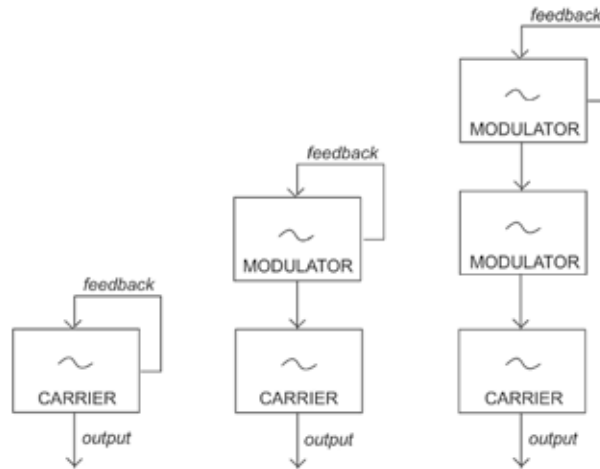 feedback
MODULATOR
feedback
MODULATOR
MODULATOR
feedback
CARRIER
CARRIER
CARRIER
output
output
output